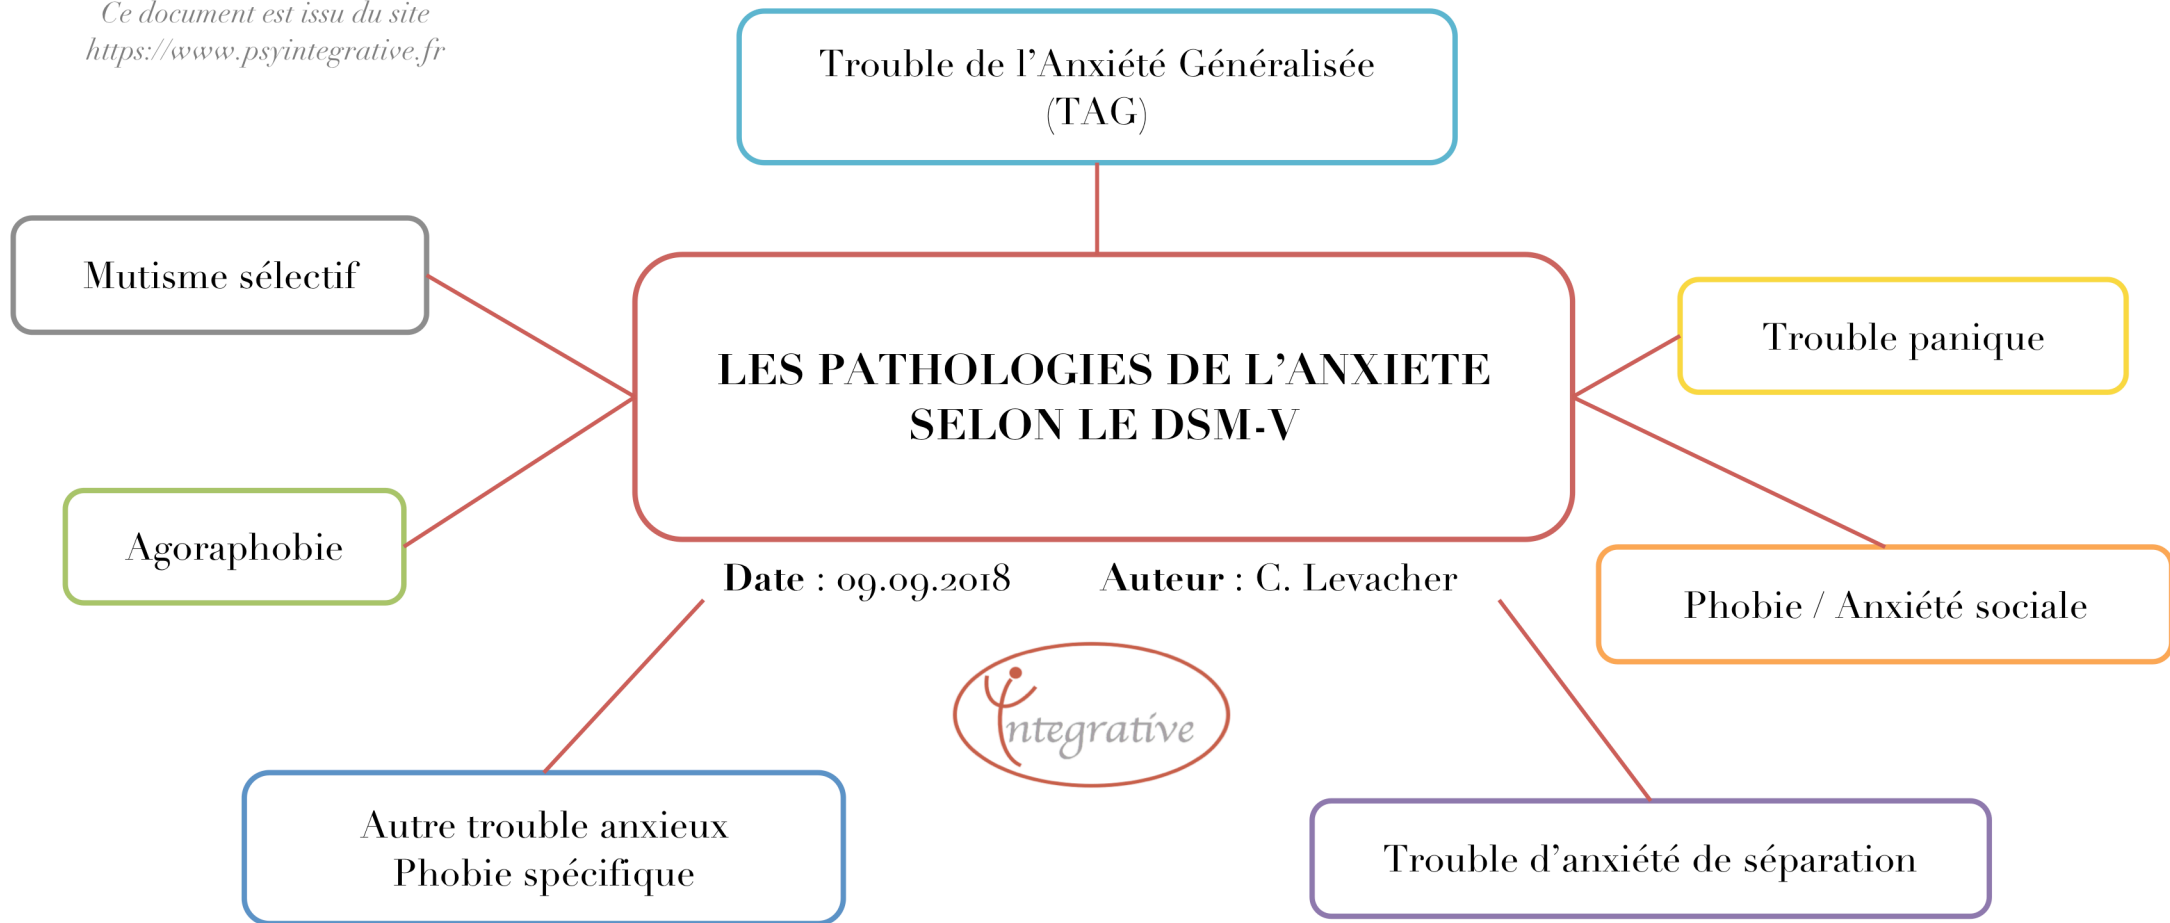 Ce document est issu du site
https://www.psyintegrative.fr
Trouble de l'Anxiété Généralisée
(TAG)
Mutisme sélectif
LES PATHOLOGIES DE L'ANXIETE
SELON LE DSM-V
Trouble panique
Agoraphobie
Date : 09.09.2018 Auteur : C. Levacher
Phobie / Anxiété sociale
ntegrative
Autre trouble anxieux
Phobie spécifique
Trouble d'anxiété de séparation